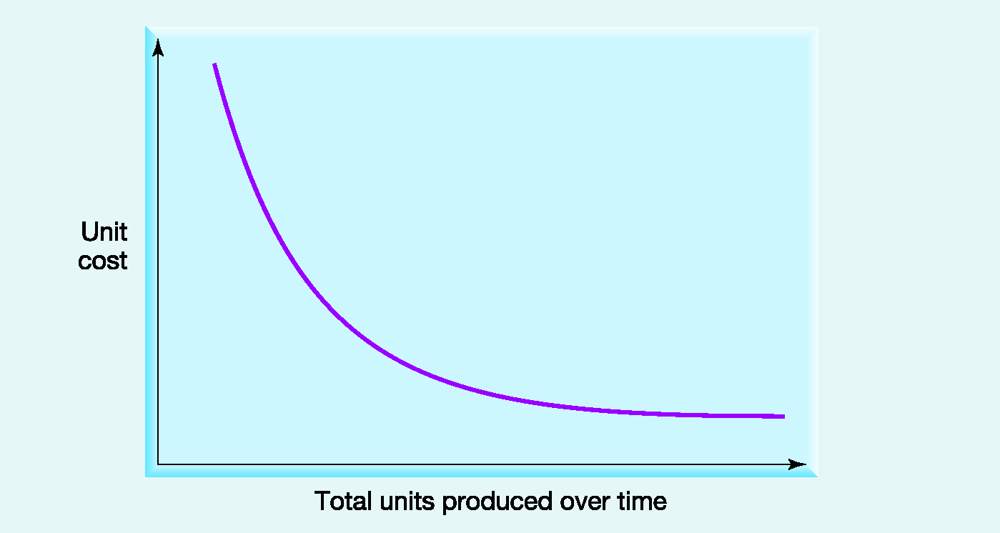 Unit
cost
Total units produced over time